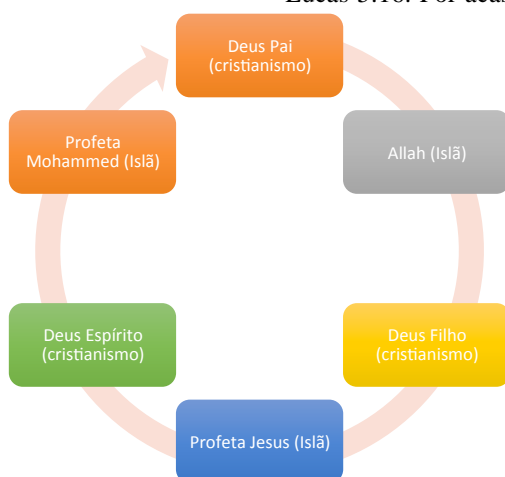 Deus Pai
(cristianismo)
Allah (Islã)
Deus Filho
(cristianismo)
Profeta Jesus (Islã)
Deus Espírito
(cristianismo)
Profeta
Mohammed (Islã)